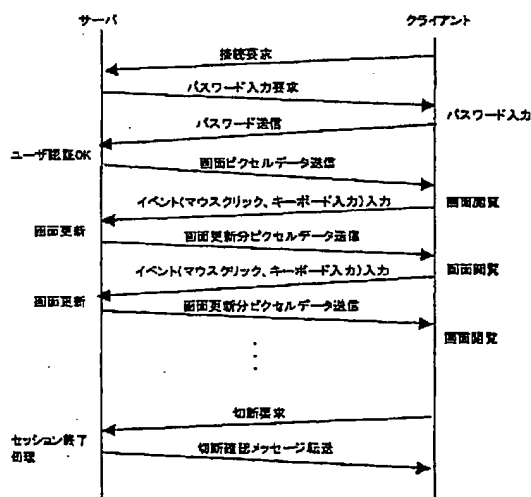 サーバ
クライアント
接続要求
パスワード入力要求
パスワード入力
パスワード送信
ユーザ認証OK
画面ピクセルデータ送信
イベント(マウスクリック、キーボード入力)入力
画面閲覧
画面更新
画面更新分ピクセルデータ送信
イベント(マウスクリック、キーボード入力)入力
画面閲覧
画面更新
画面更新分ピクセルデータ送信
画面閲覧
切断要求
セッション終了
処理
切断確認メッセージ転送